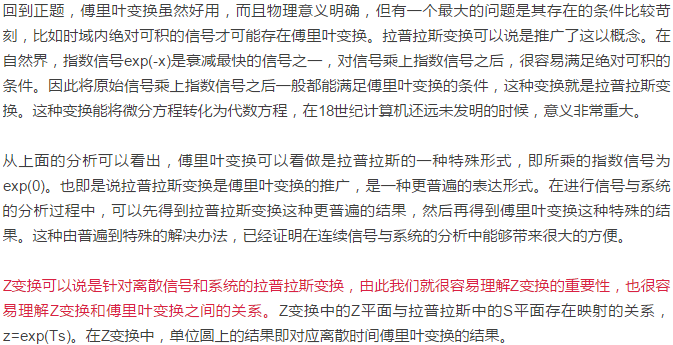 回到正题，傅里叶变换虽然好用，而且物理意义明确，但有一个最大的问题是其存在的条件比较苛
刻，比如时域内绝对可积的信号才可能存在傅里叶变换。拉普拉斯变换可以说是推广了这以概念。在
自然界，指数信号exp(-x)是衰减最快的信号之一，对信号乘上指数信号之后，很容易满足绝对可积的
条件。因此将原始信号乘上指数信号之后一般都能满足傅里叶变换的条件，这种变换就是拉普拉斯变
换。这种变换能将微分方程转化为代数方程，在18世纪计算机还远未发明的时候，意义非常重大。
从上面的分析可以看出，傅里叶变换可以看做是拉普拉斯的一种特殊形式，即所乘的指数信号为
exp(0)。也即是说拉普拉斯变换是傅里叶变换的推广，是一种更普遍的表达形式。在进行信号与系统
的分析过程中，可以先得到拉普拉斯变换这种更普遍的结果，然后再得到傅里叶变换这种特殊的结
果。这种由普遍到特殊的解决办法，已经证明在连续信号与系统的分析中能够带来很大的方便。
Z变换可以说是针对离散信号和系统的拉普拉斯变换，由此我们就很容易理解Z变换的重要性，也很容
易理解Z变换和傅里叶变换之间的关系。Z变换中的Z平面与拉普拉斯中的S平面存在映射的关系，
z=exp(Ts)。在Z变换中，单位圆上的结果即对应离散时间傅里叶变换的结果。